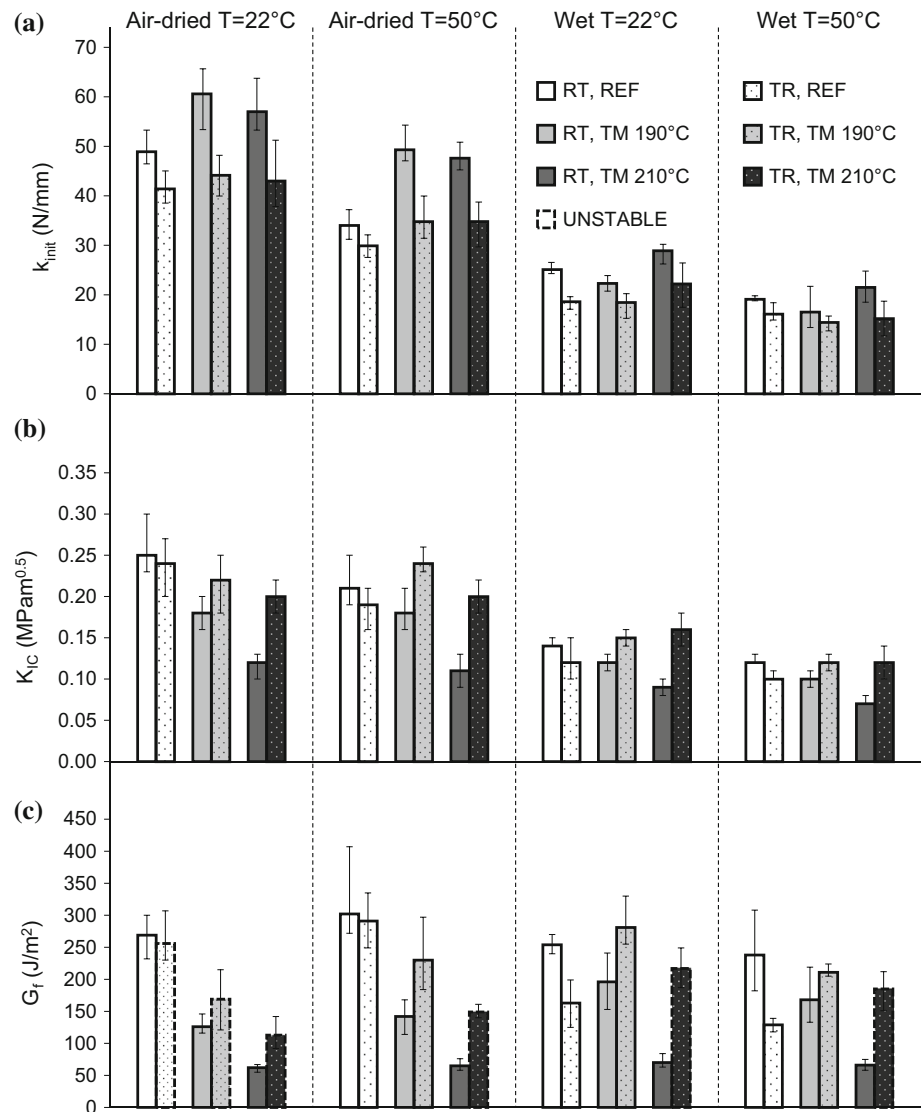 (a)
Air-dried T=22°C
Air-dried T=50°C
Wet T=22°C
Wet T=50°C
70
60
50
40
30
20
10
0
k_init (N/mm)
RT, REF
RT, TM 190°C
RT, TM 210°C
UNSTABLE
TR, REF
TR, TM 190°C
TR, TM 210°C
(b)
0.35
0.30
0.25
0.20
0.15
0.10
0.05
0.00
K_IC (MPam^0.5)
(c)
450
400
350
300
250
200
150
100
50
0
G_f (J/m²)